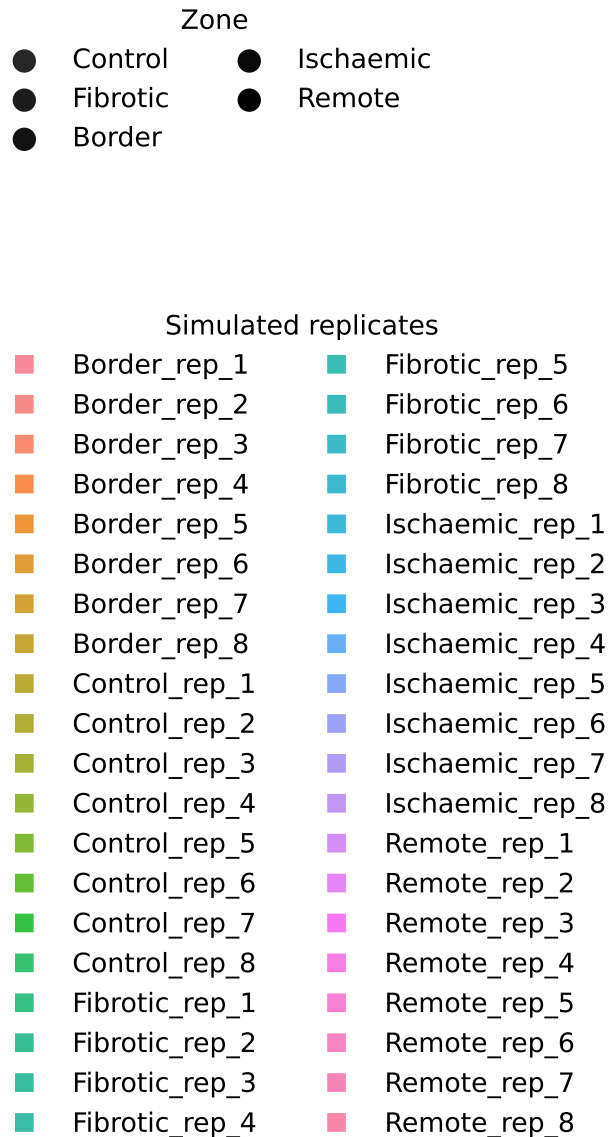 Zone
Control
Fibrotic
Border
Ischaemic
Remote
Simulated replicates
Border_rep_1
Border_rep_2
Border_rep_3
Border_rep_4
Border_rep_5
Border_rep_6
Border_rep_7
Border_rep_8
Control_rep_1
Control_rep_2
Control_rep_3
Control_rep_4
Control_rep_5
Control_rep_6
Control_rep_7
Control_rep_8
Fibrotic_rep_1
Fibrotic_rep_2
Fibrotic_rep_3
Fibrotic_rep_4
Fibrotic_rep_5
Fibrotic_rep_6
Fibrotic_rep_7
Fibrotic_rep_8
Ischaemic_rep_1
Ischaemic_rep_2
Ischaemic_rep_3
Ischaemic_rep_4
Ischaemic_rep_5
Ischaemic_rep_6
Ischaemic_rep_7
Ischaemic_rep_8
Remote_rep_1
Remote_rep_2
Remote_rep_3
Remote_rep_4
Remote_rep_5
Remote_rep_6
Remote_rep_7
Remote_rep_8